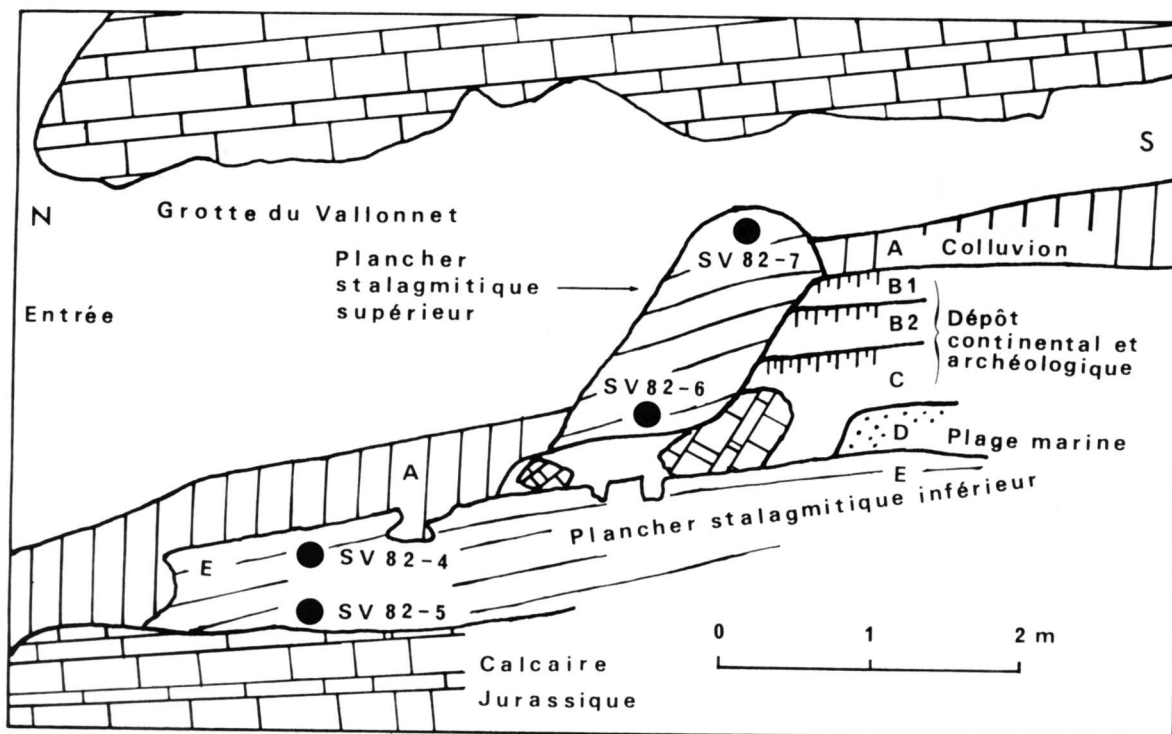 S
N
Grotte du Vallonnet
Plancher
stalagmitique
supérieur
Entrée
SV 82-7
A Colluvion
B1
B2
C
Dépôt
continental et
archéologique
SV 82-6
D Plage marine
A
E
Plancher stalagmitique inférieur
E
SV 82-4
SV 82-5
0 1 2 m
Calcaire
Jurassique